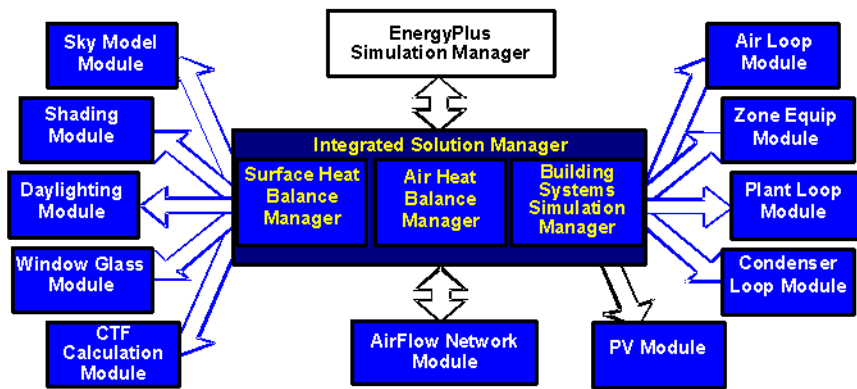 Sky Model
Module
Shading
Module
Daylighting
Module
Window Glass
Module
CTF
Calculation
Module
EnergyPlus
Simulation Manager
Integrated Solution Manager
Surface Heat
Balance
Manager
Air Heat
Balance
Manager
Building
Systems
Simulation
Manager
AirFlow Network
Module
Air Loop
Module
Zone Equip
Module
Plant Loop
Module
Condenser
Loop Module
PV Module